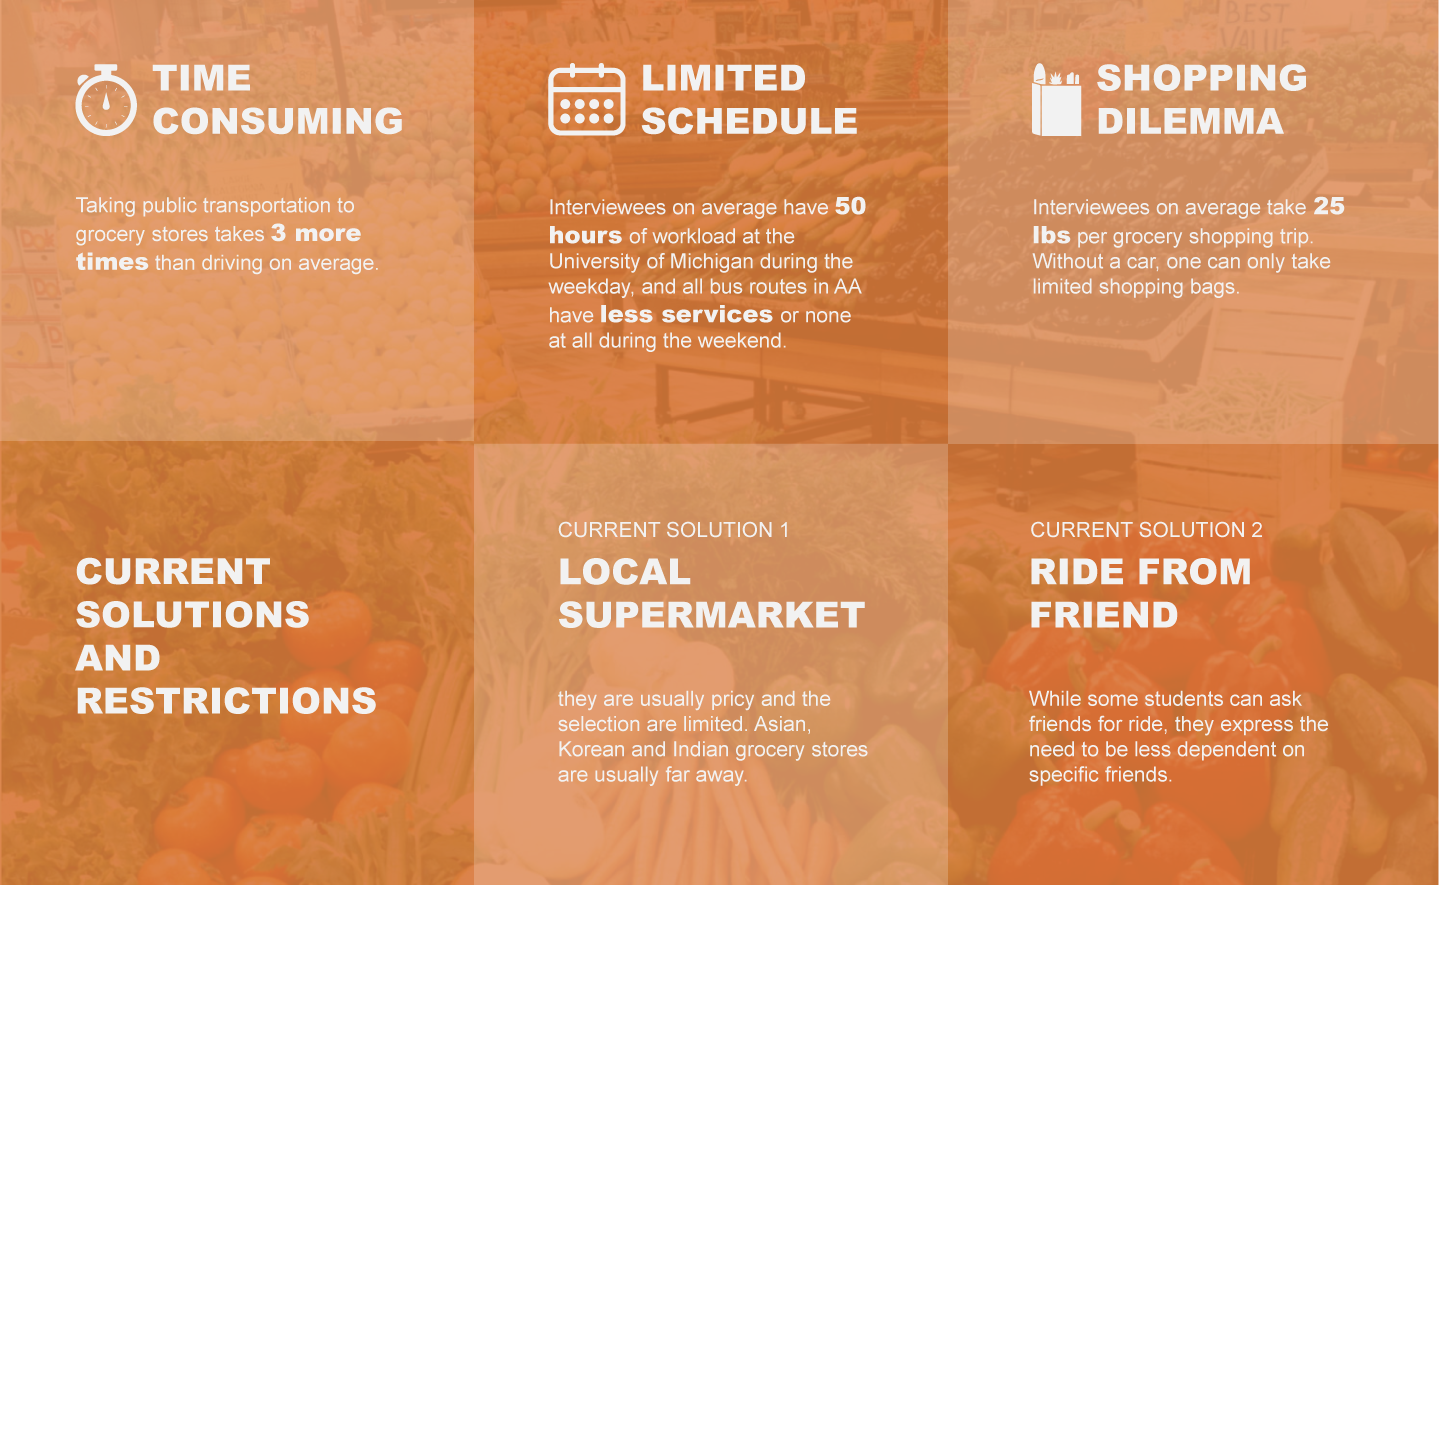 BEST
VALUE
TIME
CONSUMING
Taking public transportation to
grocery stores takes 3 more
times than driving on average.
LIMITED
SCHEDULE
Interviewees on average have 50
hours of workload at the
University of Michigan during the
weekday, and all bus routes in AA
have less services or none
at all during the weekend.
SHOPPING
DILEMMA
Interviewees on average take 25
lbs per grocery shopping trip.
Without a car, one can only take
limited shopping bags.
CURRENT
SOLUTIONS
AND
RESTRICTIONS
CURRENT SOLUTION 1
LOCAL
SUPERMARKET
they are usually pricy and the
selection are limited. Asian,
Korean and Indian grocery stores
are usually far away.
CURRENT SOLUTION 2
RIDE FROM
FRIEND
While some students can ask
friends for ride, they express the
need to be less dependent on
specific friends.